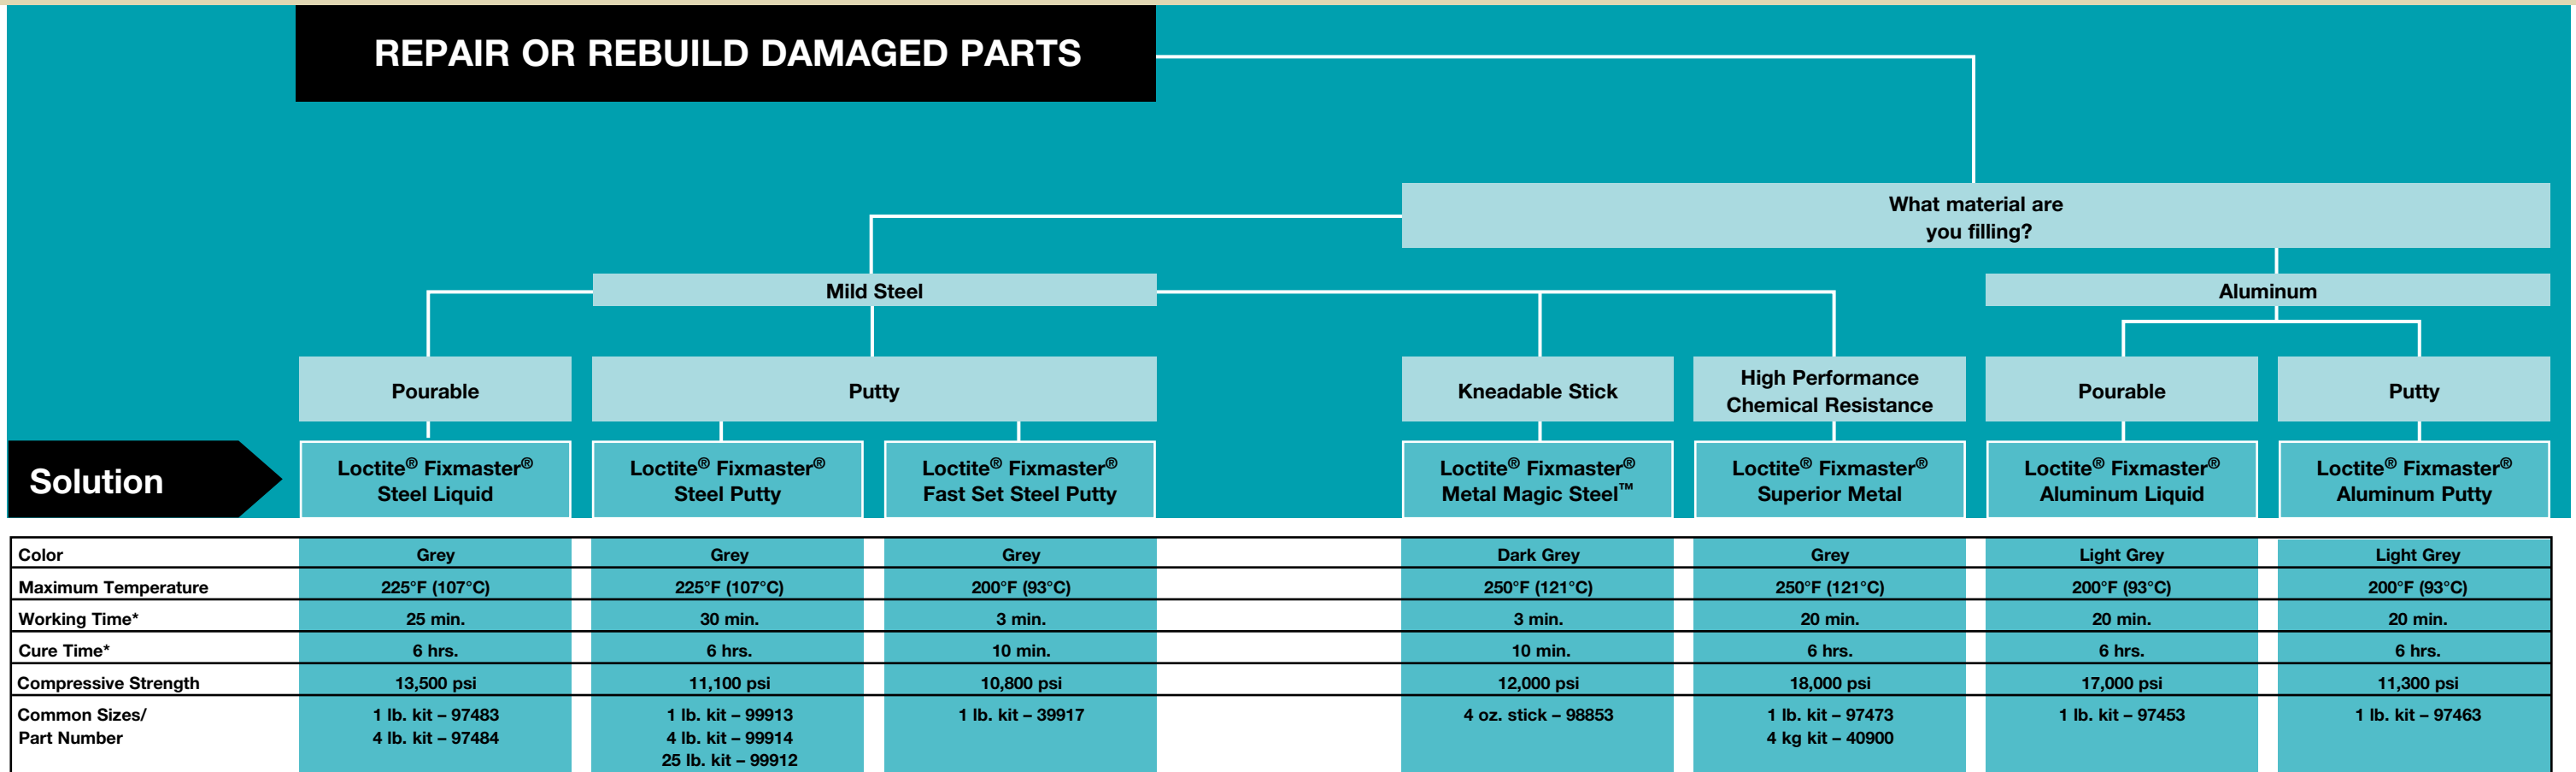 REPAIR OR REBUILD DAMAGED PARTS
What material are
you filling?
Mild Steel
Aluminum
Pourable
Putty
Kneadable Stick
High Performance
Chemical Resistance
Pourable
Putty
Solution
Loctite® Fixmaster®
Steel Liquid
Loctite® Fixmaster®
Steel Putty
Loctite® Fixmaster®
Fast Set Steel Putty
Loctite® Fixmaster®
Metal Magic Steel™
Loctite® Fixmaster®
Superior Metal
Loctite® Fixmaster®
Aluminum Liquid
Loctite® Fixmaster®
Aluminum Putty
Color Grey Grey Grey Dark Grey Grey Light Grey Light Grey
Maximum Temperature 225°F (107°C) 225°F (107°C) 200°F (93°C) 250°F (121°C) 250°F (121°C) 200°F (93°C) 200°F (93°C)
Working Time* 25 min. 30 min. 3 min. 3 min. 20 min. 20 min. 20 min.
Cure Time* 6 hrs. 6 hrs. 10 min. 10 min. 6 hrs. 6 hrs. 6 hrs.
Compressive Strength 13,500 psi 11,100 psi 10,800 psi 12,000 psi 18,000 psi 17,000 psi 11,300 psi
Common Sizes/ 1 lb. kit – 97483 1 lb. kit – 99913 1 lb. kit – 39917 4 oz. stick – 98853 1 lb. kit – 97473 1 lb. kit – 97453 1 lb. kit – 97463
Part Number 4 lb. kit – 97484 4 lb. kit – 99914 4 kg kit – 40900
25 lb. kit – 99912